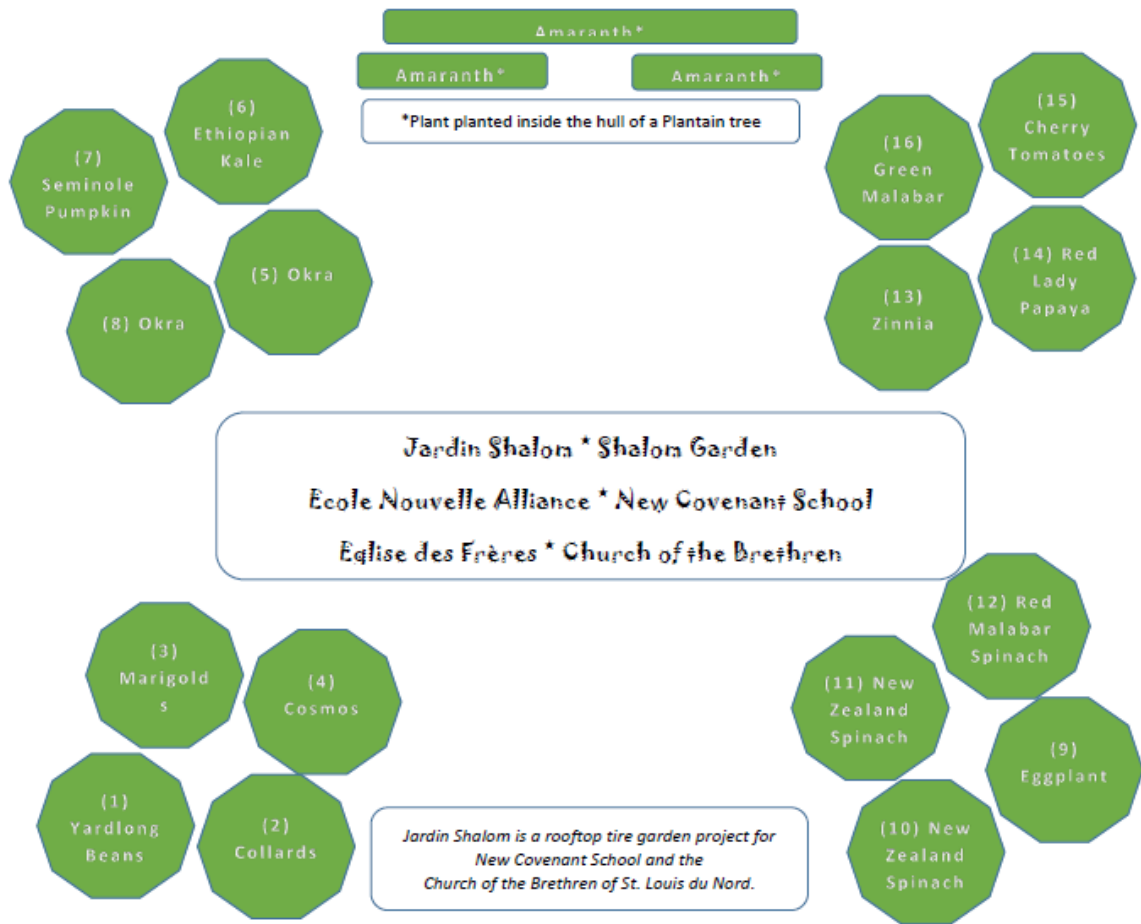 Amaranth*
Amaranth*
Amaranth*
*Plant planted inside the hull of a Plantain tree
(6)
Ethiopian
Kale
(7)
Seminole
Pumpkin
(5) Okra
(8) Okra
(15)
Cherry
Tomatoes
(16)
Green
Malabar
(14) Red
Lady
Papaya
(13)
Zinnia
Jardin Shalom * Shalom Garden
Ecole Nouvelle Alliance * New Covenant School
Eglise des Frères * Church of the Brethren
(3)
Marigold
s
(4)
Cosmos
(1)
Yardlong
Beans
(2)
Collards
(12) Red
Malabar
Spinach
(11) New
Zealand
Spinach
(9)
Eggplant
(10) New
Zealand
Spinach
Jardin Shalom is a rooftop tire garden project for
New Covenant School and the
Church of the Brethren of St. Louis du Nord.